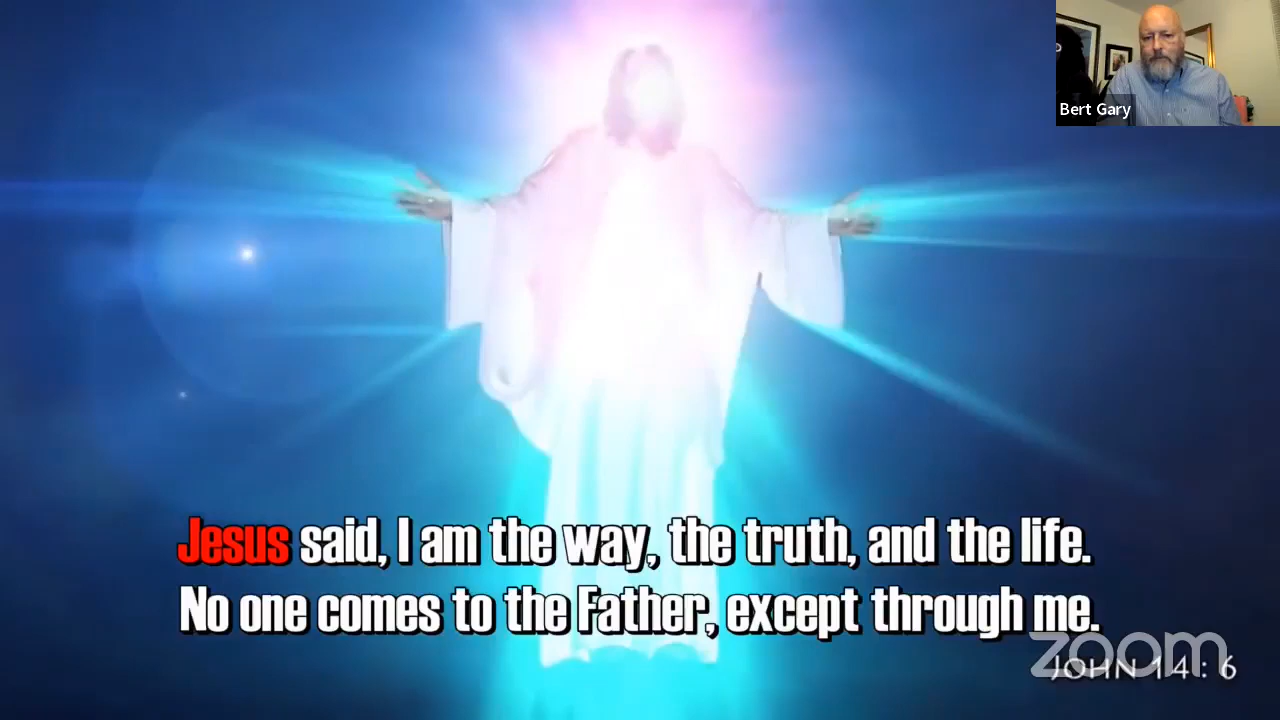 Bert Gary
Jesus said, I am the way, the truth, and the life.
No one comes to the Father, except through me.
zoom
JOHN 14:6